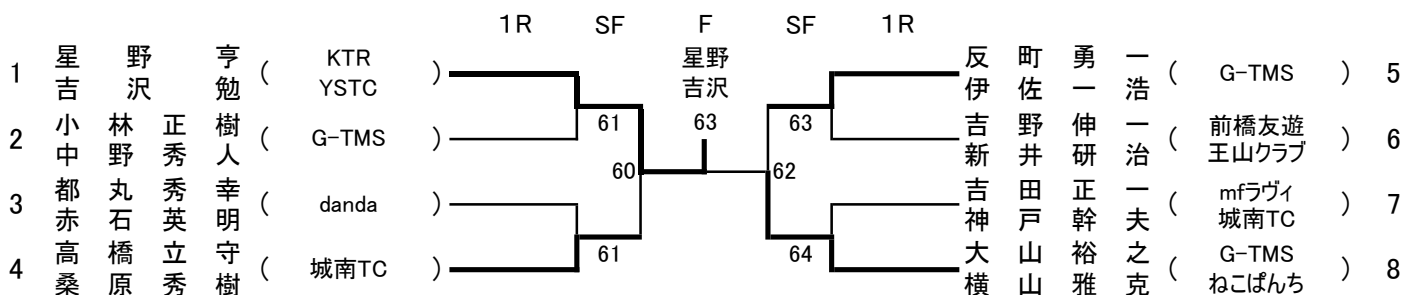 1R SF F SF 1R
星野
吉沢
1 星野亨 ( KTR )
吉沢勉 YSTC
2 小林正樹 ( G-TMS )
中野秀人
3 都丸秀幸 ( danda )
赤石英明
4 高橋立守 ( 城南TC )
桑原秀樹
61
60
61
63
63
62
64
反町勇一 ( G-TMS ) 5
伊佐一浩
吉野伸一 ( 前橋友遊 ) 6
新井研治 王山クラブ
吉田正一 ( mfラヴィ ) 7
神戸幹夫 城南TC
大山裕之 ( G-TMS ) 8
横山雅克 ねこぱんち